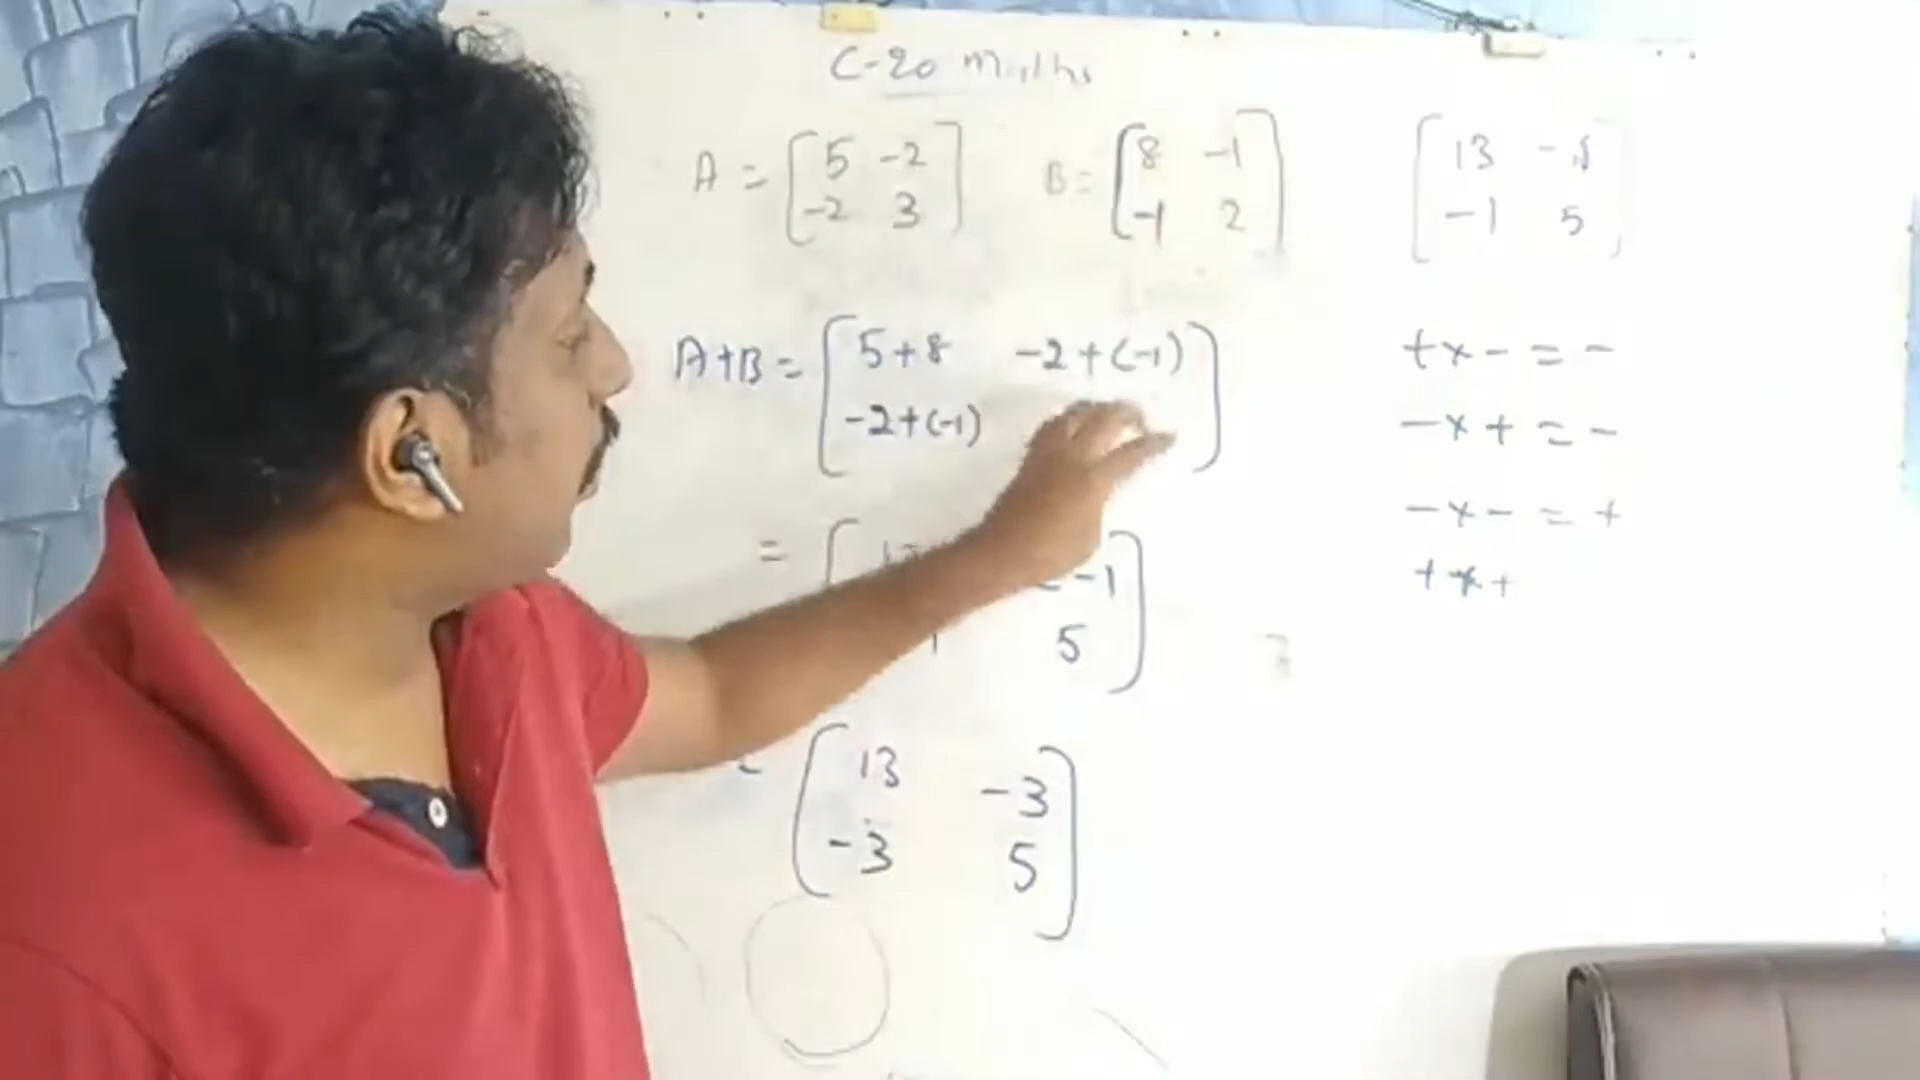 C-20 Maths
A = [ 5 -2
-2 3 ]
B = [ 8 -1
-1 2 ]
[ 13 -
-1 5 ]
A+B = [ 5+8 -2+(-1)
-2+(-1) ]
= [ -1
5 ]
= [ 13 -3
-3 5 ]
+ x - = -
- x + = -
- x - = +
+ x +